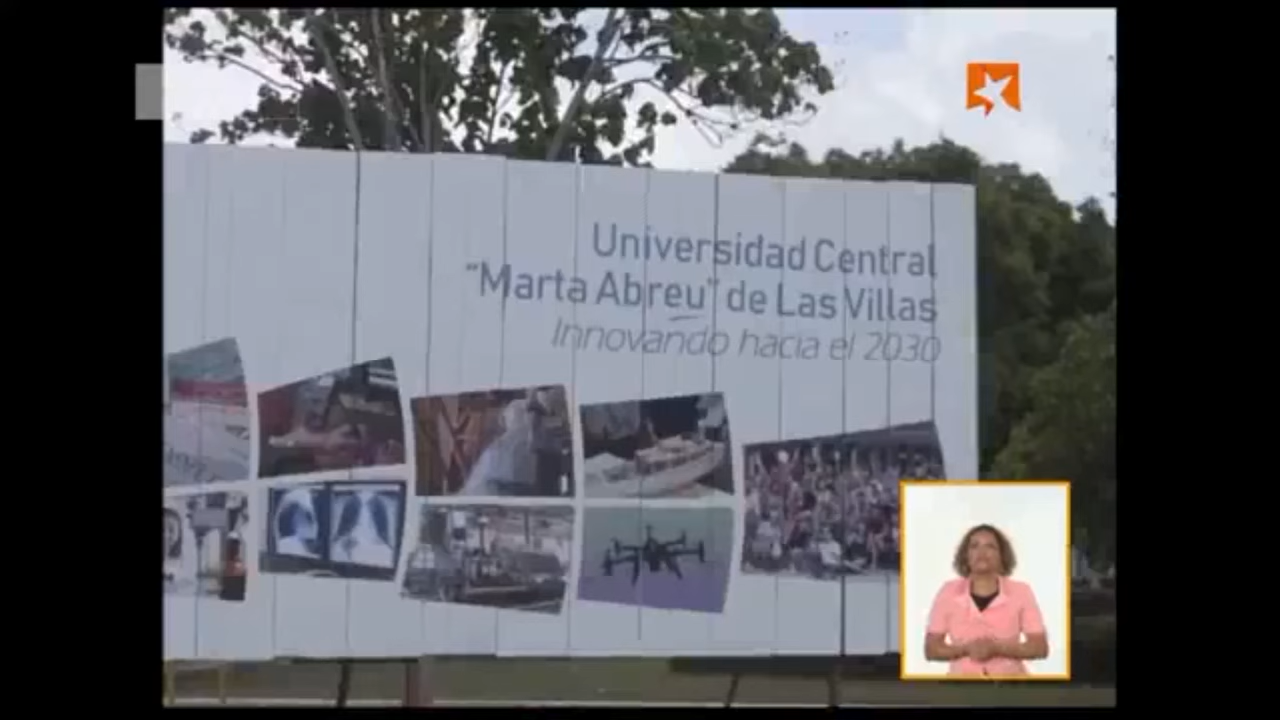 Universidad Central
"Marta Abreu" de Las Villas
Innovando hacia el 2030